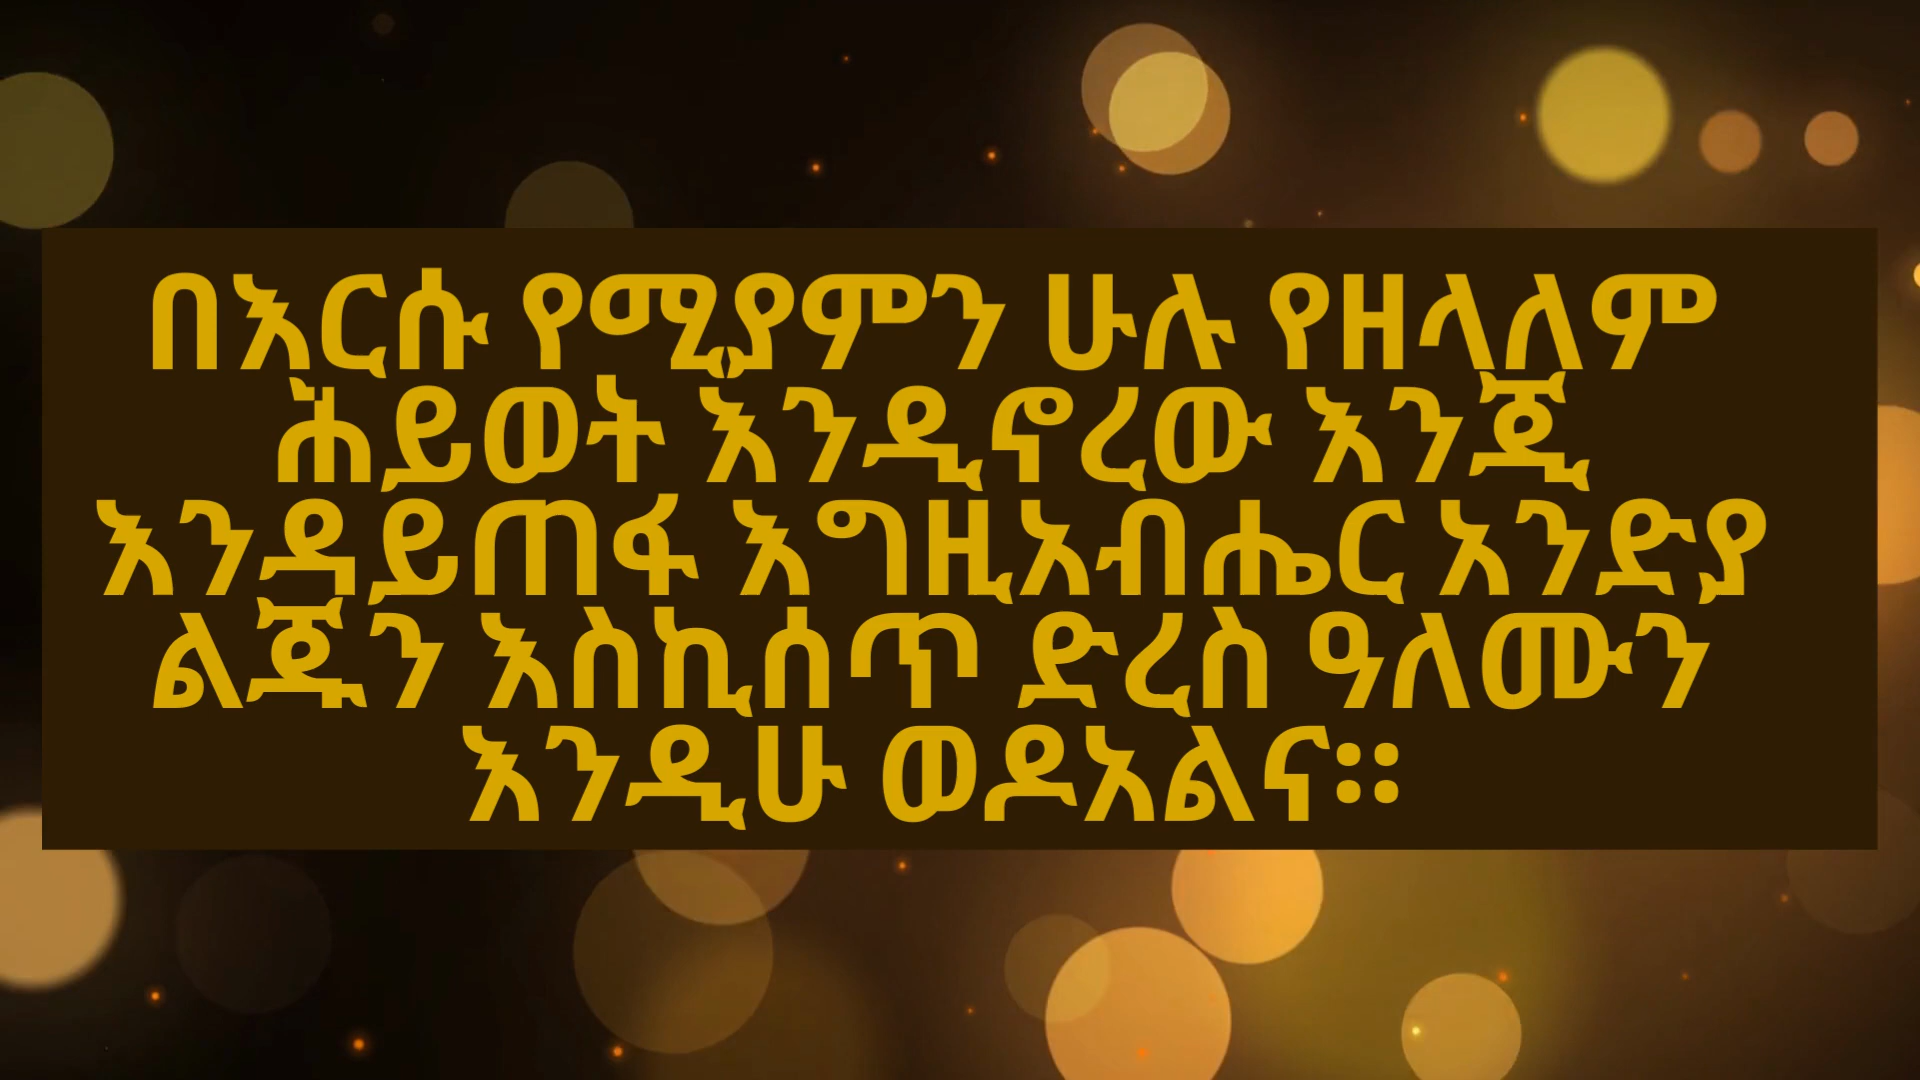 በእርሱ የሚያምን ሁሉ የዘላለም
ሕይወት እንዲኖረው እንጂ
እንዳይጠፋ እግዚአብሔር አንድያ
ልጁን እስኪሰጥ ድረስ ዓለሙን
እንዲሁ ወዶአልና።